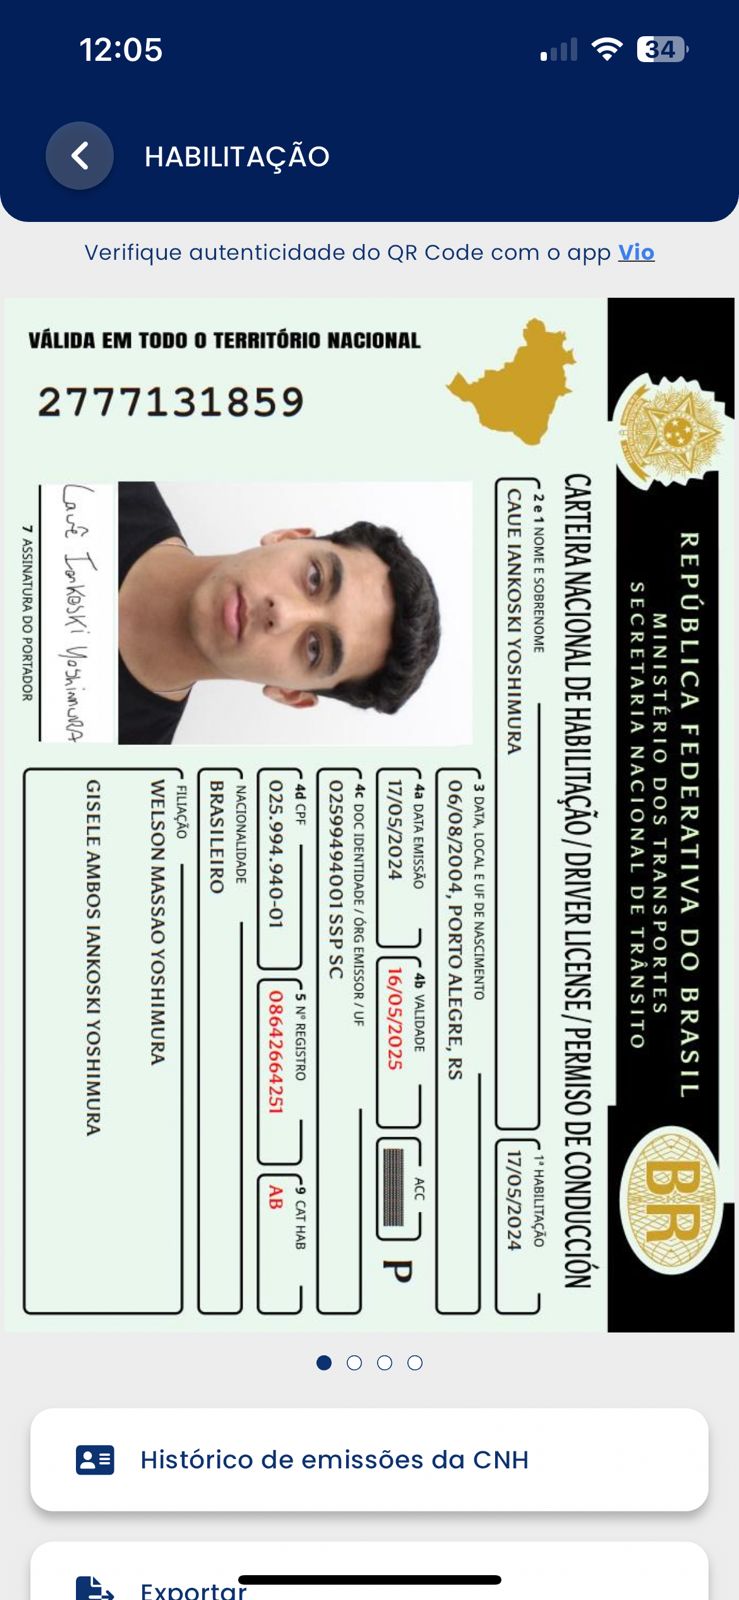 12:05
34
HABILITAÇÃO
Verifique autenticidade do QR Code com o app Vio
REPÚBLICA FEDERATIVA DO BRASIL
MINISTÉRIO DOS TRANSPORTES
SECRETARIA NACIONAL DE TRÂNSITO
BR
CARTEIRA NACIONAL DE HABILITAÇÃO / DRIVER LICENSE / PERMISO DE CONDUCCIÓN
VÁLIDA EM TODO O TERRITÓRIO NACIONAL
2777131859
2 e 1 NOME E SOBRENOME
CAUE IANKOSKI YOSHIMURA
1ª HABILITAÇÃO
17/05/2024
3 DATA, LOCAL E UF DE NASCIMENTO
06/08/2004, PORTO ALEGRE, RS
4a DATA EMISSÃO
17/05/2024
4b VALIDADE
16/05/2025
ACC
P
4c DOC IDENTIDADE / ÓRG EMISSOR / UF
02599494001 SSP SC
4d CPF
025.994.940-01
5 Nº REGISTRO
08642664251
9 CAT HAB
AB
NACIONALIDADE
BRASILEIRO
FILIAÇÃO
WELSON MASSAO YOSHIMURA
GISELE AMBOS IANKOSKI YOSHIMURA
Cauê Iankoski Yoshimura
7 ASSINATURA DO PORTADOR
Histórico de emissões da CNH
Exportar